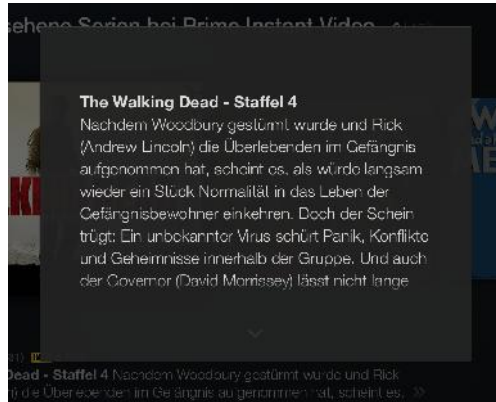 sehene Serien bei Prime Instant Video
The Walking Dead - Staffel 4
Nachdem Woodbury gestürmt wurde und Rick
(Andrew Lincoln) die Überlebenden im Gefängnis
aufgenommen hat, scheint es, als würde langsam
wieder ein Stück Normalität in das Leben der
Gefängnisbewohner einkehren. Doch der Schein
trügt: Ein unbekannter Virus schürt Panik, Konflikte
und Geheimnisse innerhalb der Gruppe. Und auch
der Governor (David Morrissey) lässt nicht lange
Dead - Staffel 4 Nachdem Woodbury gestürmt wurde und Rick
) die Überlebenden im Gefängnis aufgenommen hat, scheint es,